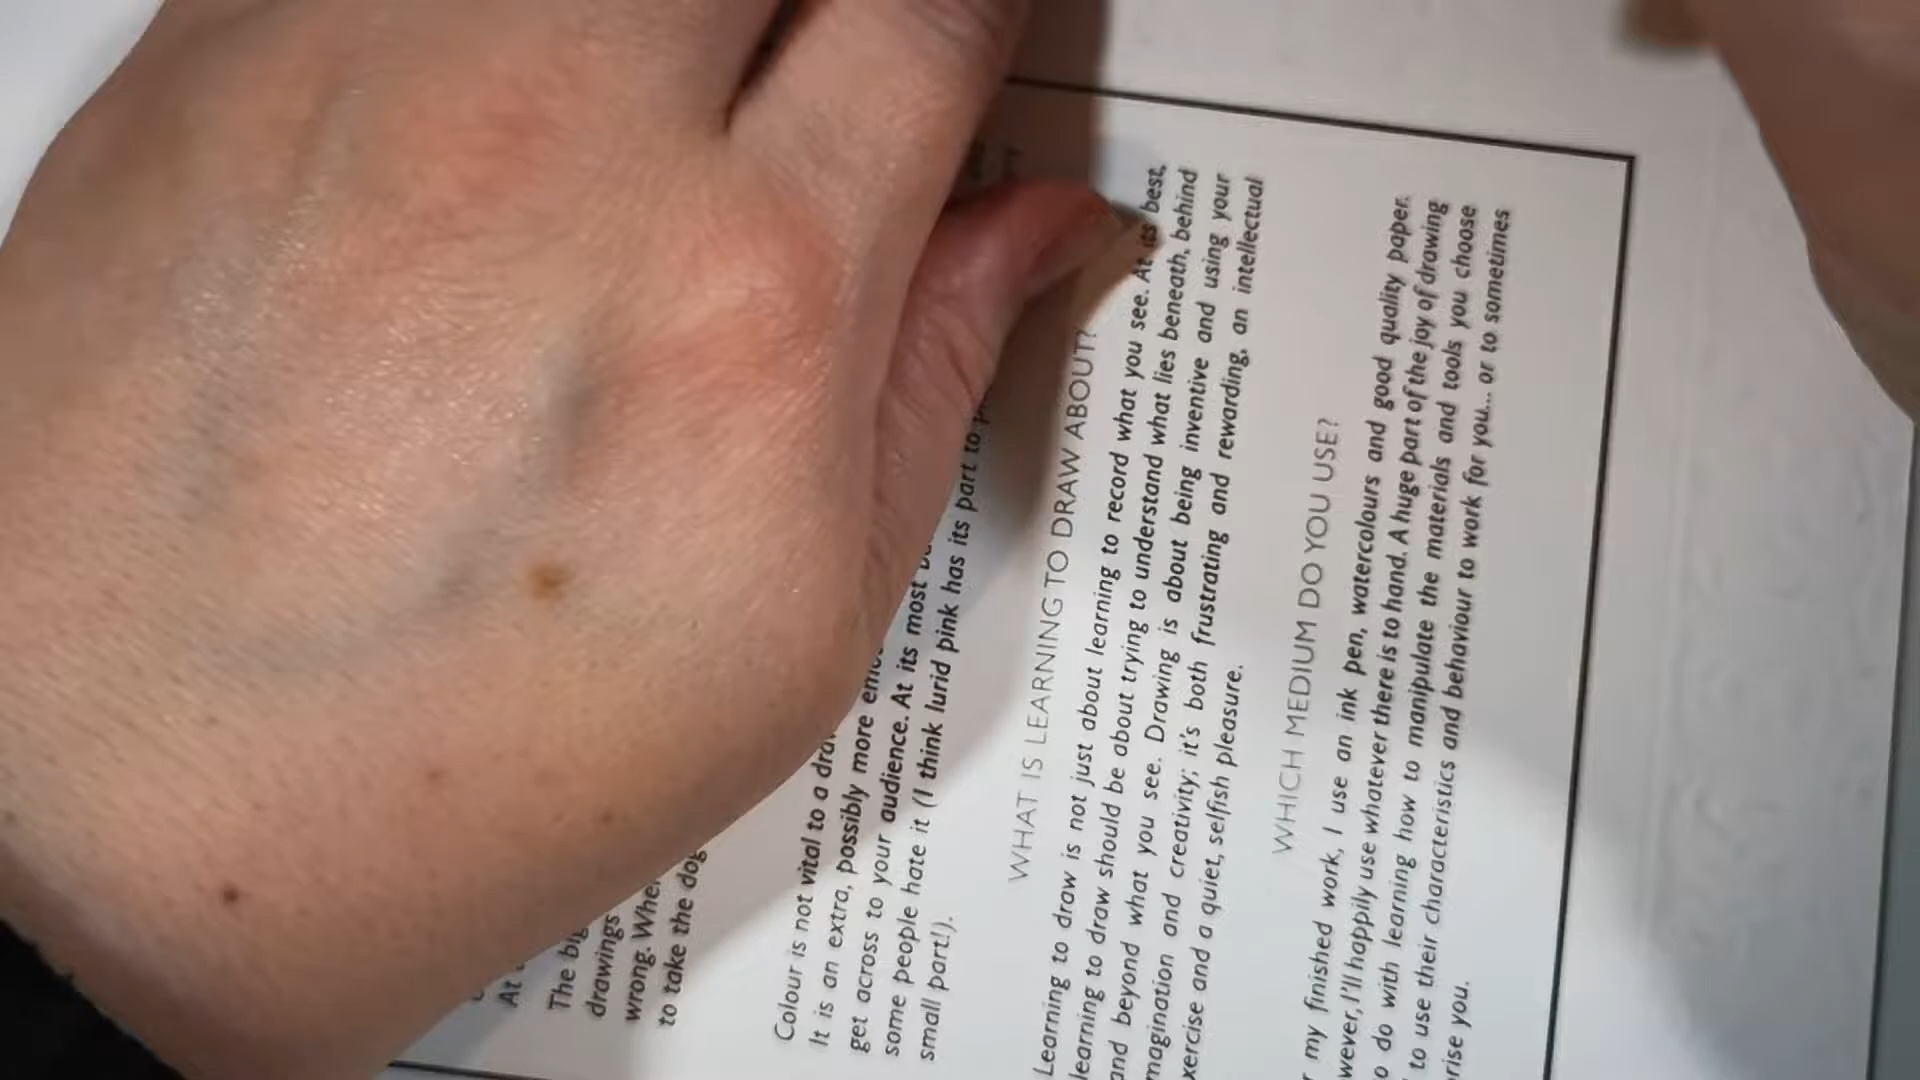 At
The
drawings
wrong.
to take the dog
Colour is not vital to a
It is an extra, possibly more
get across to your audience. At its most
some people hate it (I think lurid pink has its part to
small part!).
WHAT IS LEARNING TO DRAW ABOUT?
Learning to draw is not just about learning to record what you see. At its best,
learning to draw should be about trying to understand what lies beneath, behind
and beyond what you see. Drawing is about being inventive and using your
magination and creativity; it's both frustrating and rewarding, an intellectual
xercise and a quiet, selfish pleasure.
WHICH MEDIUM DO YOU USE?
r my finished work, I use an ink pen, watercolours and good quality paper.
wever, I'll happily use whatever there is to hand. A huge part of the joy of drawing
o do with learning how to manipulate the materials and tools you choose
to use their characteristics and behaviour to work for you... or to sometimes
rise you.